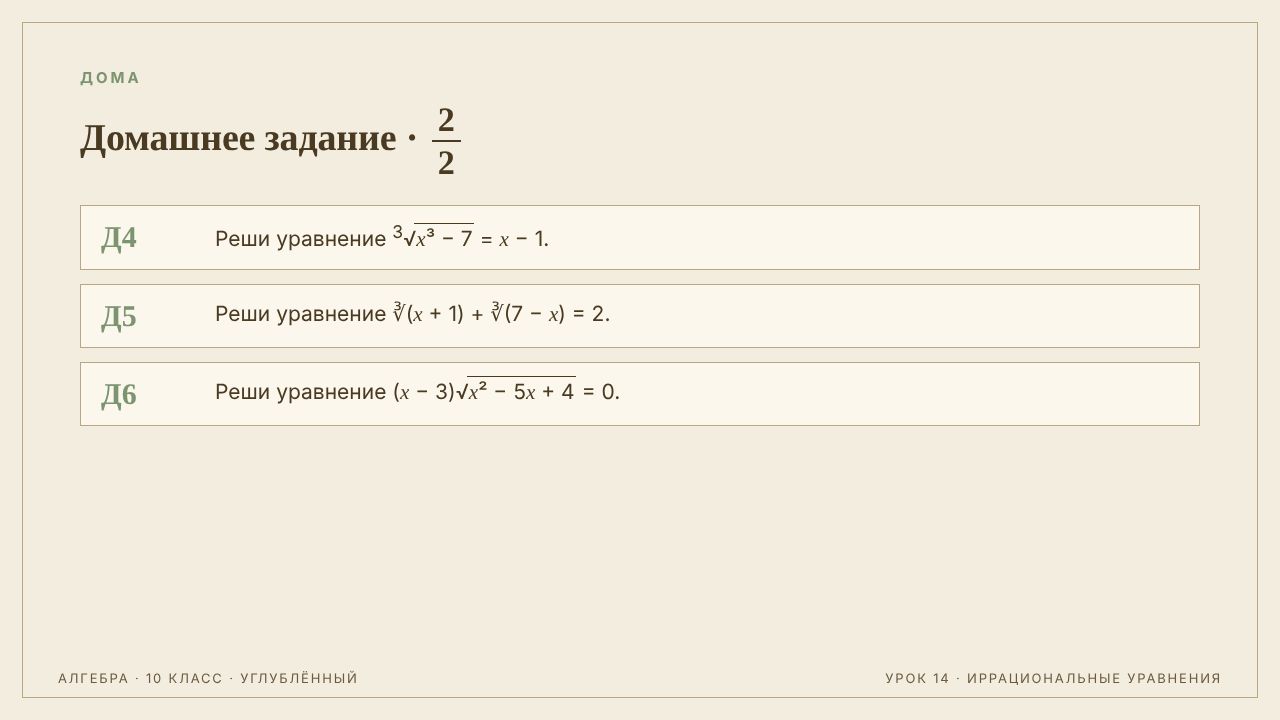 ДОМА
Домашнее задание · 2/2
Д4 Реши уравнение ³√x³ − 7 = x − 1.
Д5 Реши уравнение ∛(x + 1) + ∛(7 − x) = 2.
Д6 Реши уравнение (x − 3)√x² − 5x + 4 = 0.
АЛГЕБРА · 10 КЛАСС · УГЛУБЛЁННЫЙ
УРОК 14 · ИРРАЦИОНАЛЬНЫЕ УРАВНЕНИЯ